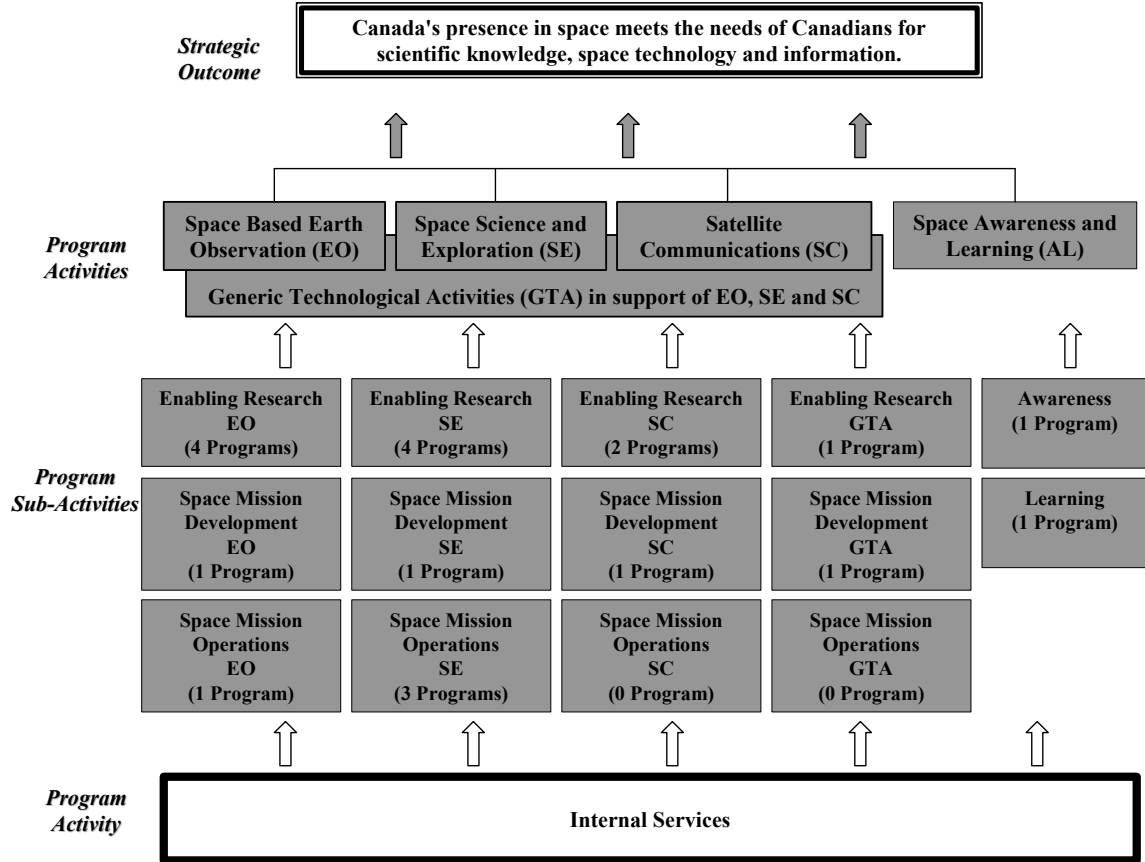 Strategic
Outcome
Canada's presence in space meets the needs of Canadians for
scientific knowledge, space technology and information.
Program
Activities
Space Based Earth
Observation (EO)
Space Science and
Exploration (SE)
Satellite
Communications (SC)
Space Awareness and
Learning (AL)
Generic Technological Activities (GTA) in support of EO, SE and SC
Program
Sub-Activities
Enabling Research
EO
(4 Programs)
Enabling Research
SE
(4 Programs)
Enabling Research
SC
(2 Programs)
Enabling Research
GTA
(1 Program)
Awareness
(1 Program)
Space Mission
Development
EO
(1 Program)
Space Mission
Development
SE
(1 Program)
Space Mission
Development
SC
(1 Program)
Space Mission
Development
GTA
(1 Program)
Learning
(1 Program)
Space Mission
Operations
EO
(1 Program)
Space Mission
Operations
SE
(3 Programs)
Space Mission
Operations
SC
(0 Program)
Space Mission
Operations
GTA
(0 Program)
Program
Activity
Internal Services